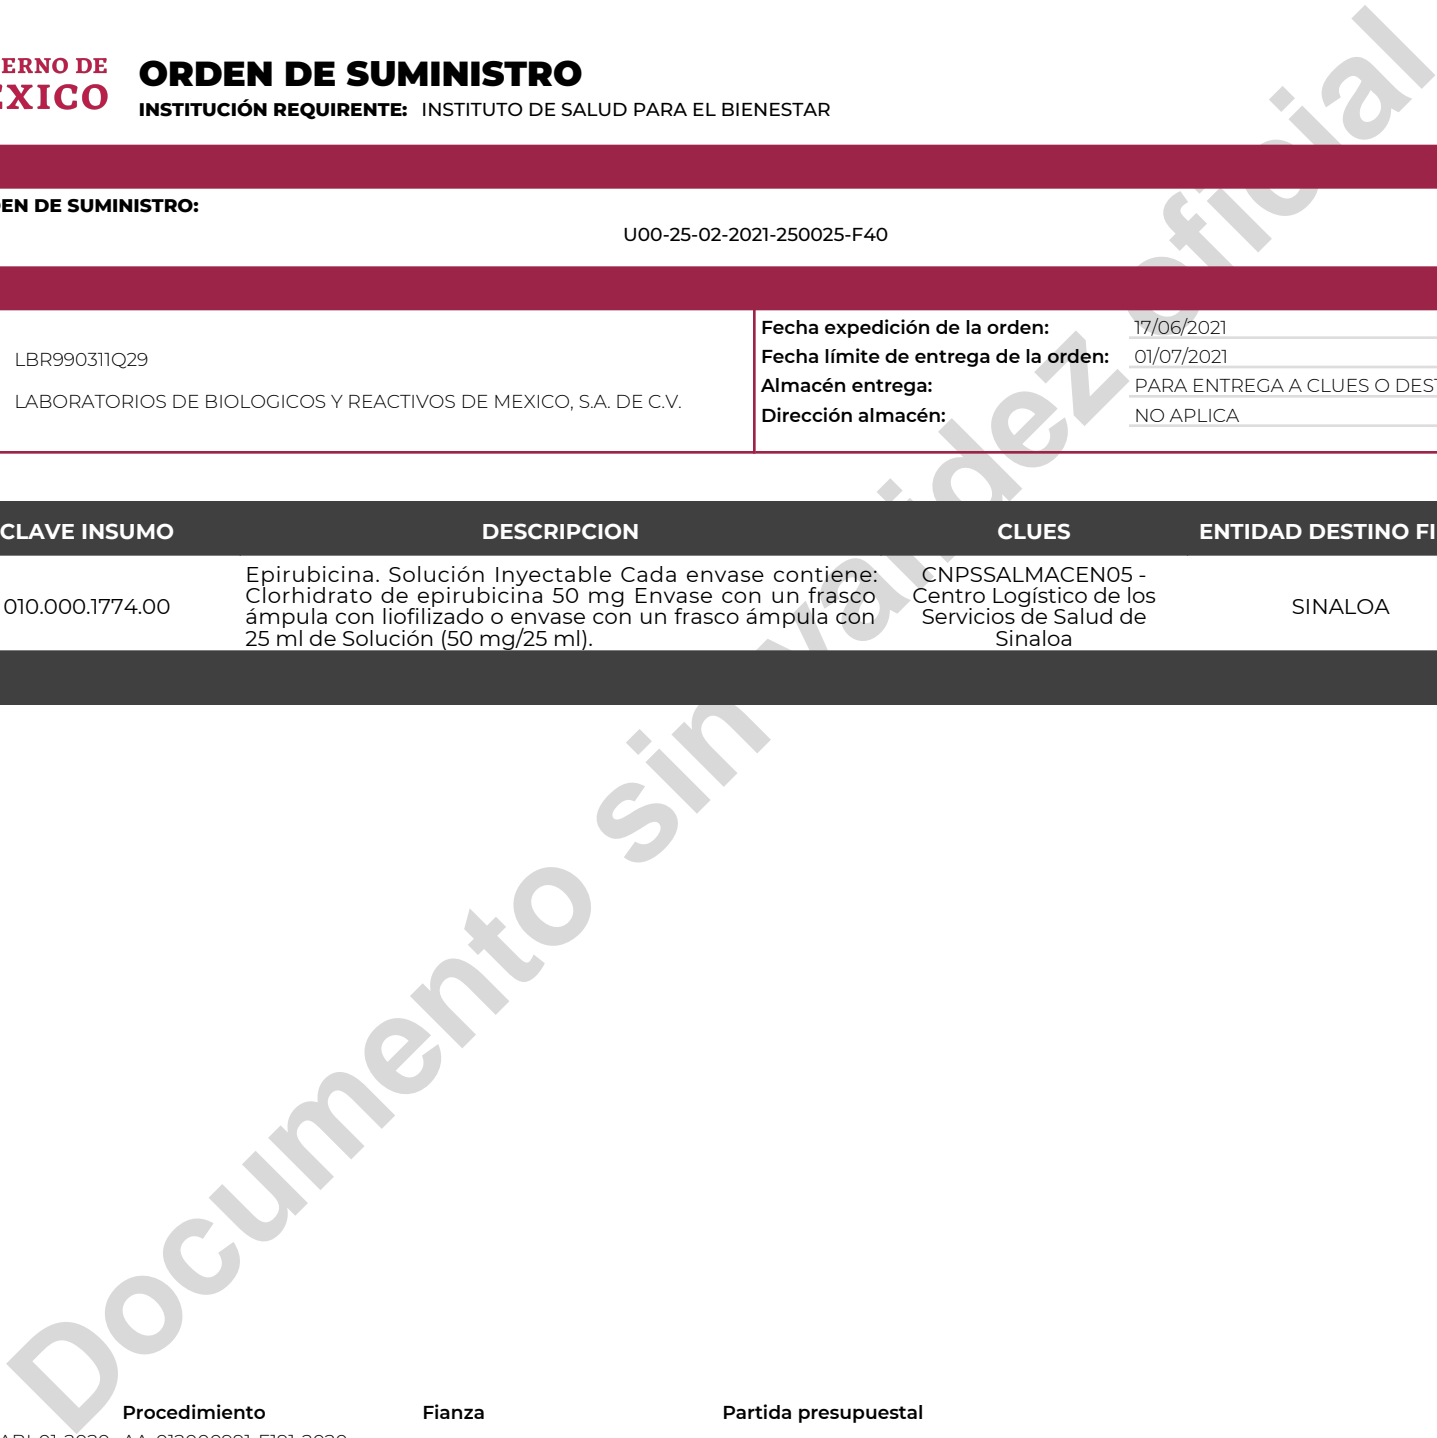 ERNO DE
ORDEN DE SUMINISTRO
EXICO
INSTITUCIÓN REQUIRENTE: INSTITUTO DE SALUD PARA EL BIENESTAR
EN DE SUMINISTRO:
U00-25-02-2021-250025-F40
LBR990311Q29
LABORATORIOS DE BIOLOGICOS Y REACTIVOS DE MEXICO, S.A. DE C.V.
Fecha expedición de la orden: 17/06/2021
Fecha límite de entrega de la orden: 01/07/2021
Almacén entrega: PARA ENTREGA A CLUES O DEST
Dirección almacén: NO APLICA
CLAVE INSUMO DESCRIPCION CLUES ENTIDAD DESTINO FI
010.000.1774.00
Epirubicina. Solución Inyectable Cada envase contiene:
Clorhidrato de epirubicina 50 mg Envase con un frasco
ámpula con liofilizado o envase con un frasco ámpula con
25 ml de Solución (50 mg/25 ml).
CNPSSALMACEN05 -
Centro Logístico de los
Servicios de Salud de
Sinaloa
SINALOA
Documento sin validez oficial
Procedimiento Fianza Partida presupuestal